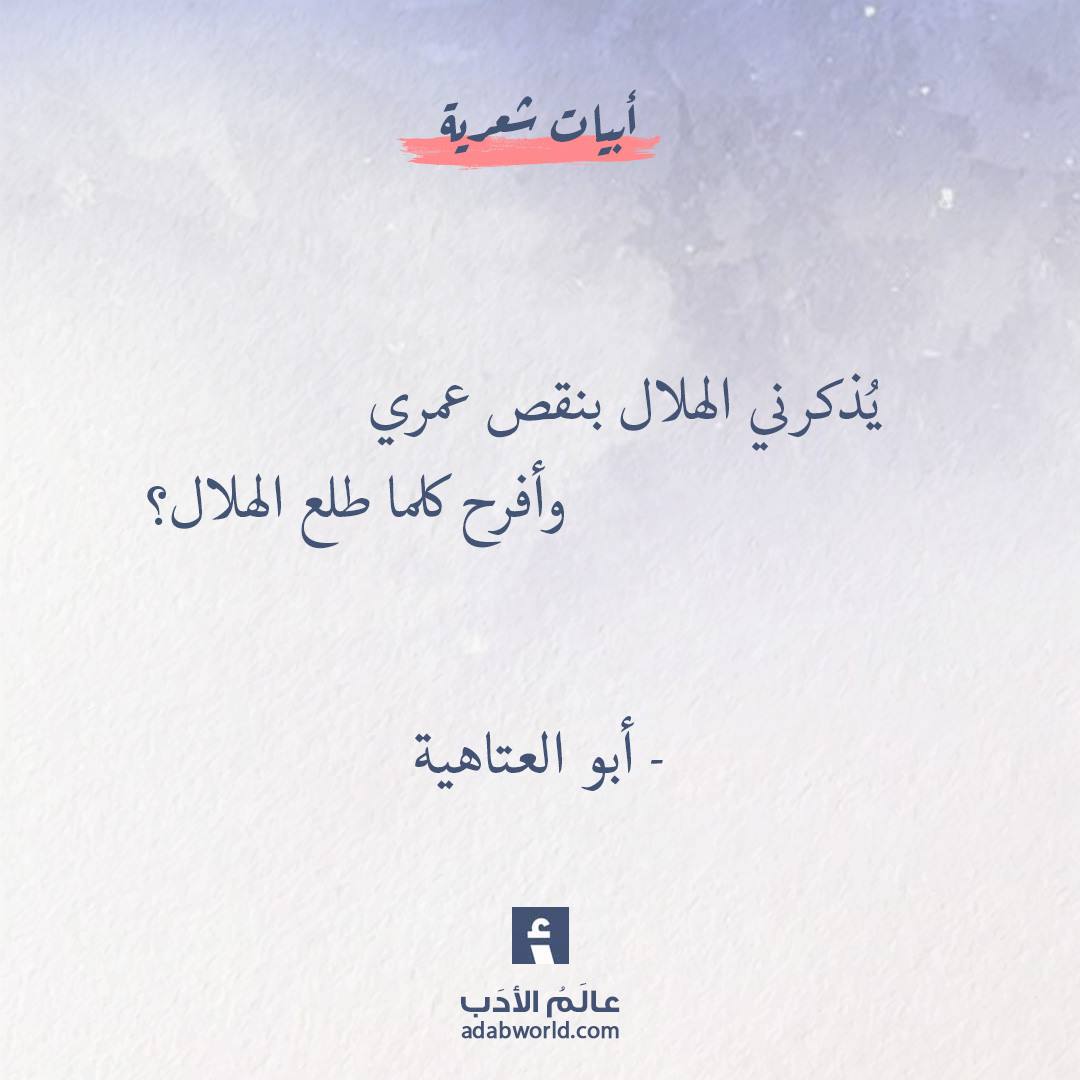 أبيات شعرية
يُذكرني الهلال بنقص عمري
وأفرح كلما طلع الهلال؟
- أبو العتاهية
أ
عالَمُ الأدَب
adabworld.com